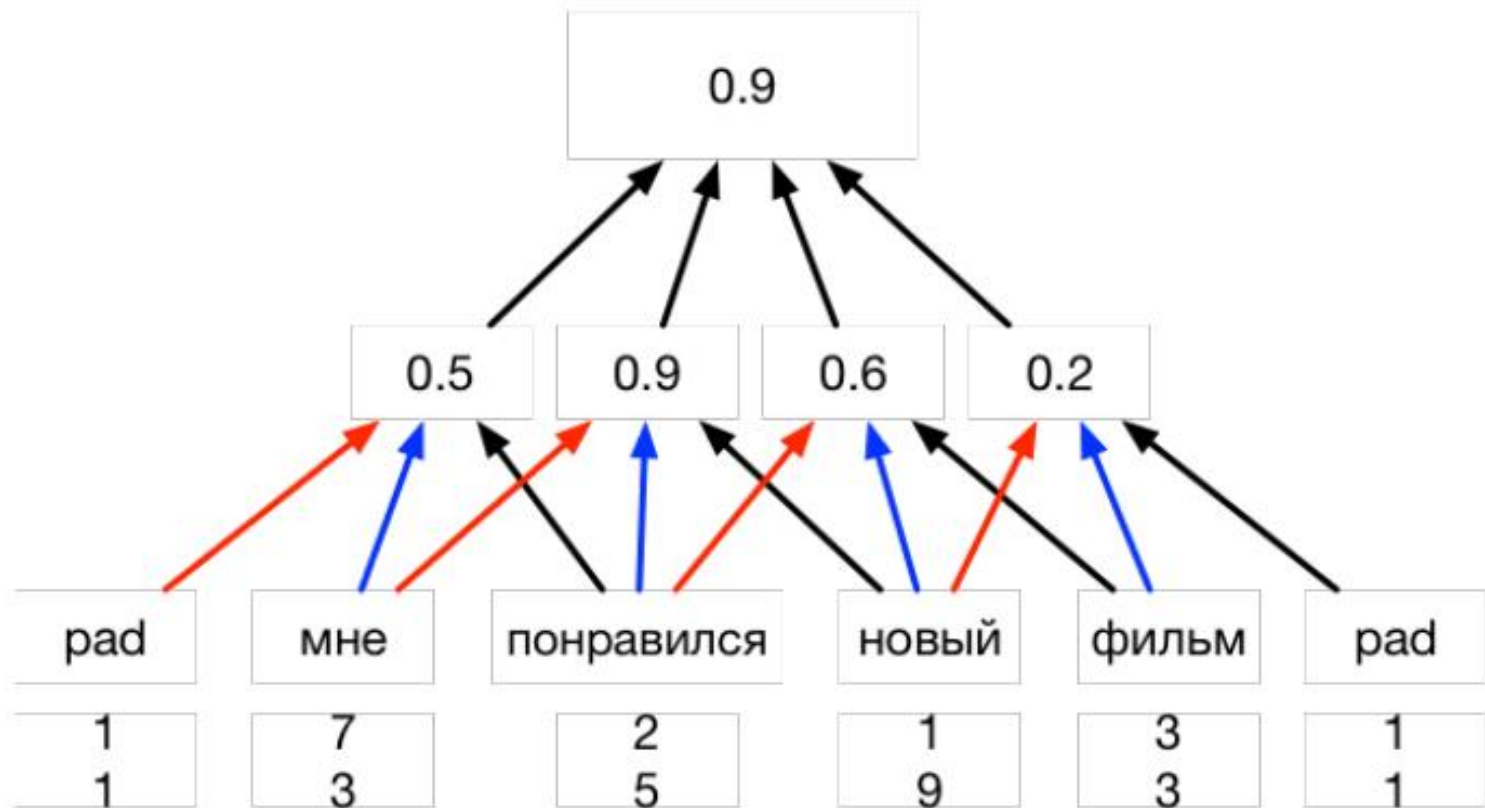 0.9
0.5 0.9 0.6 0.2
pad мне понравился новый фильм pad
1 7 2 1 3 1
1 3 5 9 3 1